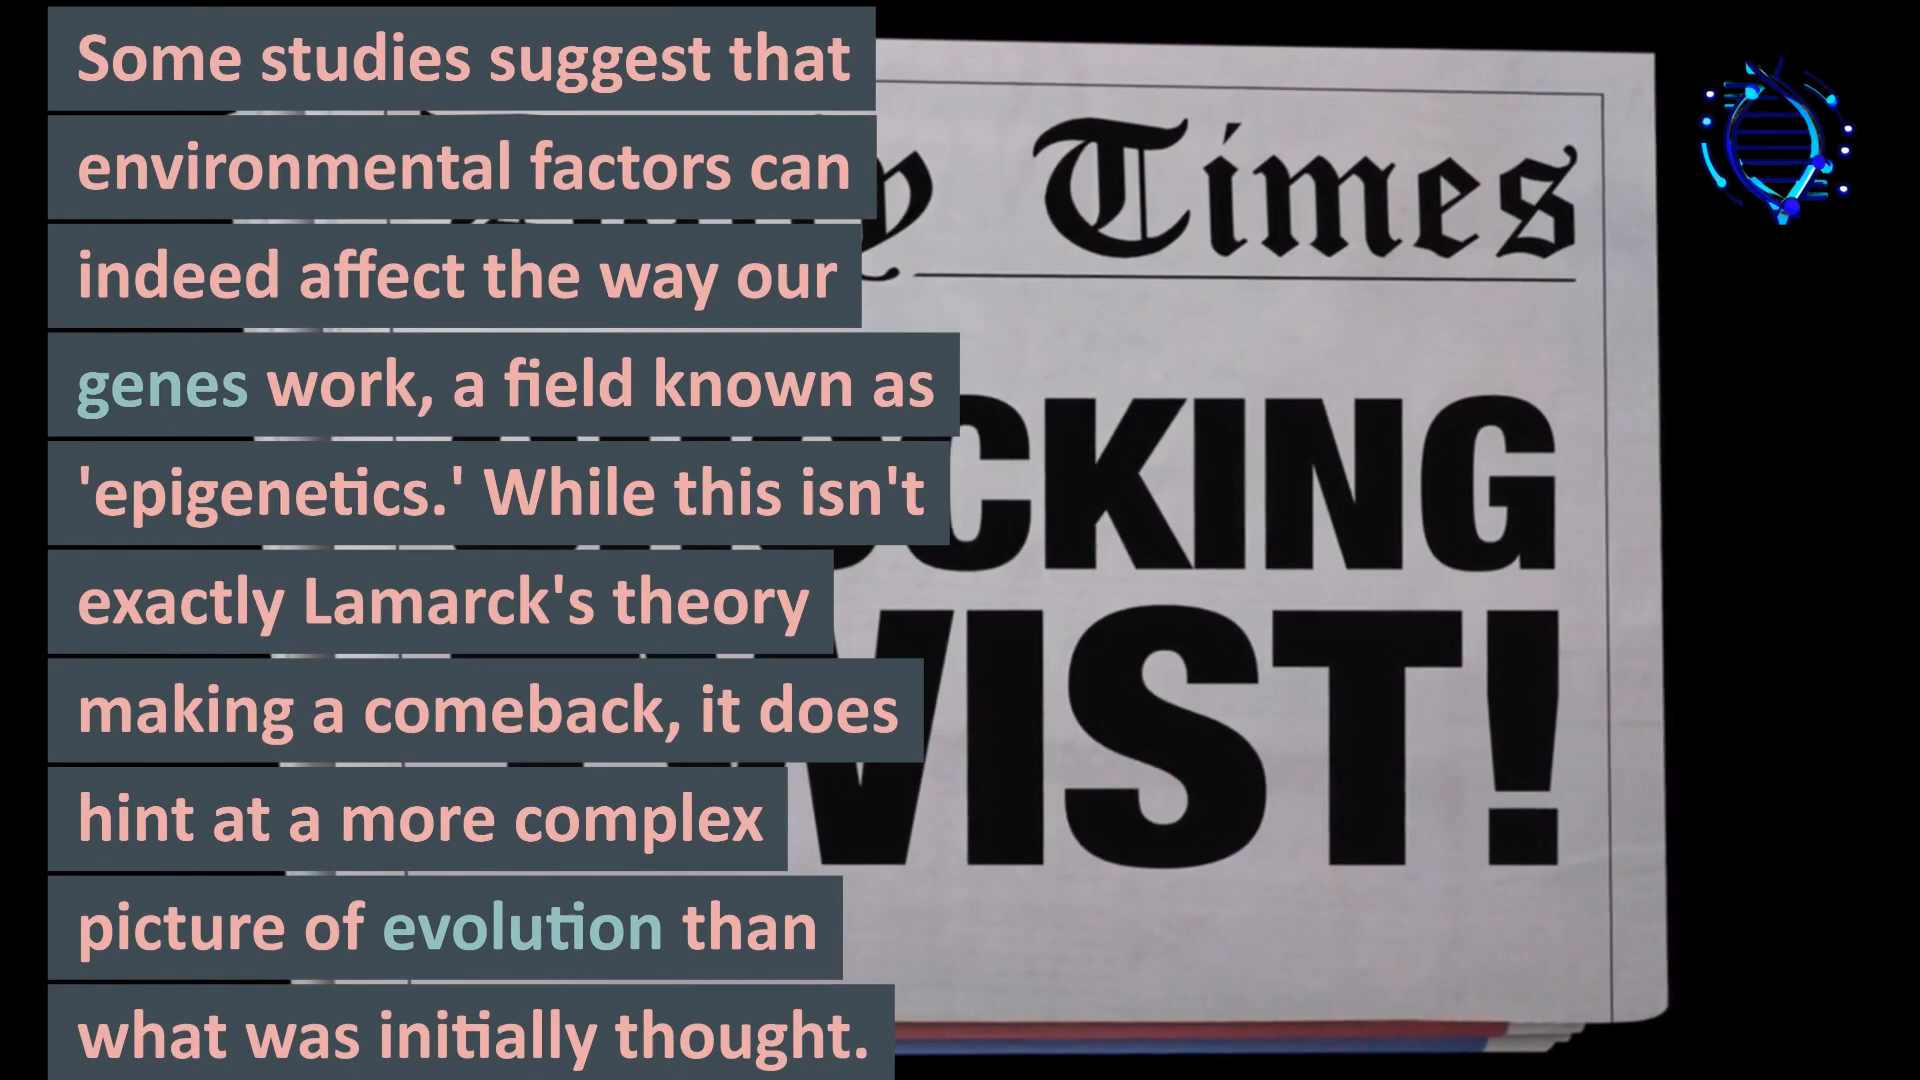 Some studies suggest that
environmental factors can
indeed affect the way our
genes work, a field known as
'epigenetics.' While this isn't
exactly Lamarck's theory
making a comeback, it does
hint at a more complex
picture of evolution than
what was initially thought.
Times